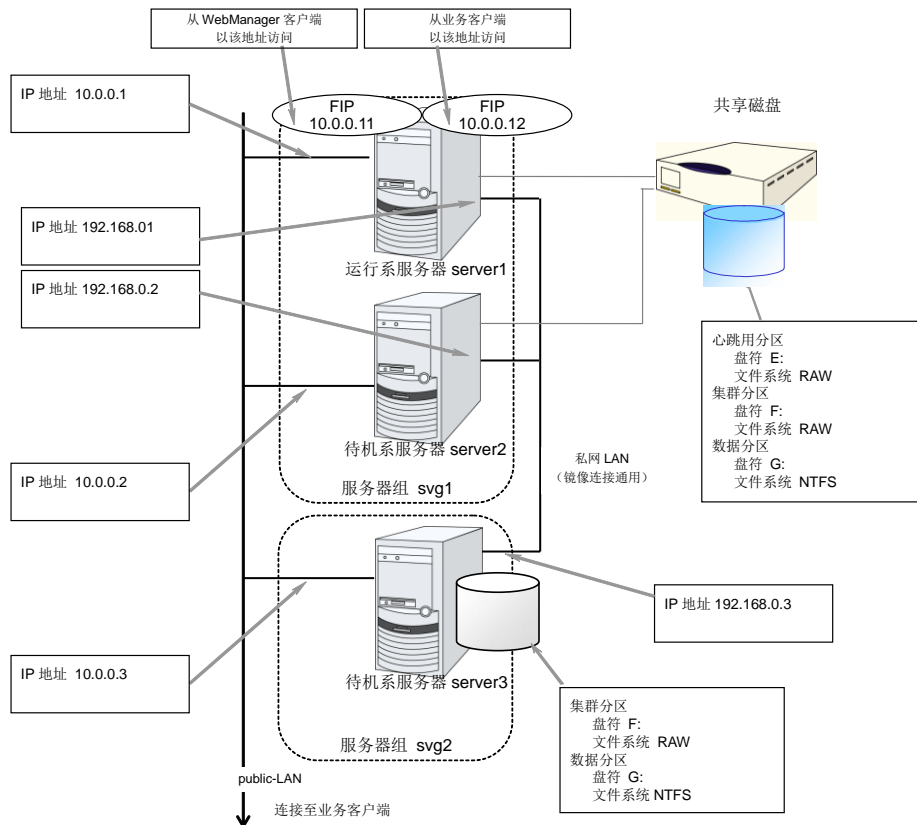 从 WebManager 客户端
以该地址访问
从业务客户端
以该地址访问
IP 地址 10.0.0.1
FIP
10.0.0.11
FIP
10.0.0.12
共享磁盘
IP 地址 192.168.01
运行系服务器 server1
IP 地址 192.168.0.2
心跳用分区
盘符 E:
文件系统 RAW
集群分区
盘符 F:
文件系统 RAW
数据分区
盘符 G:
文件系统 NTFS
待机系服务器 server2
私网 LAN
（镜像连接通用）
IP 地址 10.0.0.2
服务器组 svg1
IP 地址 192.168.0.3
IP 地址 10.0.0.3
待机系服务器 server3
集群分区
盘符 F:
文件系统 RAW
数据分区
盘符 G:
文件系统 NTFS
服务器组 svg2
public-LAN
连接至业务客户端